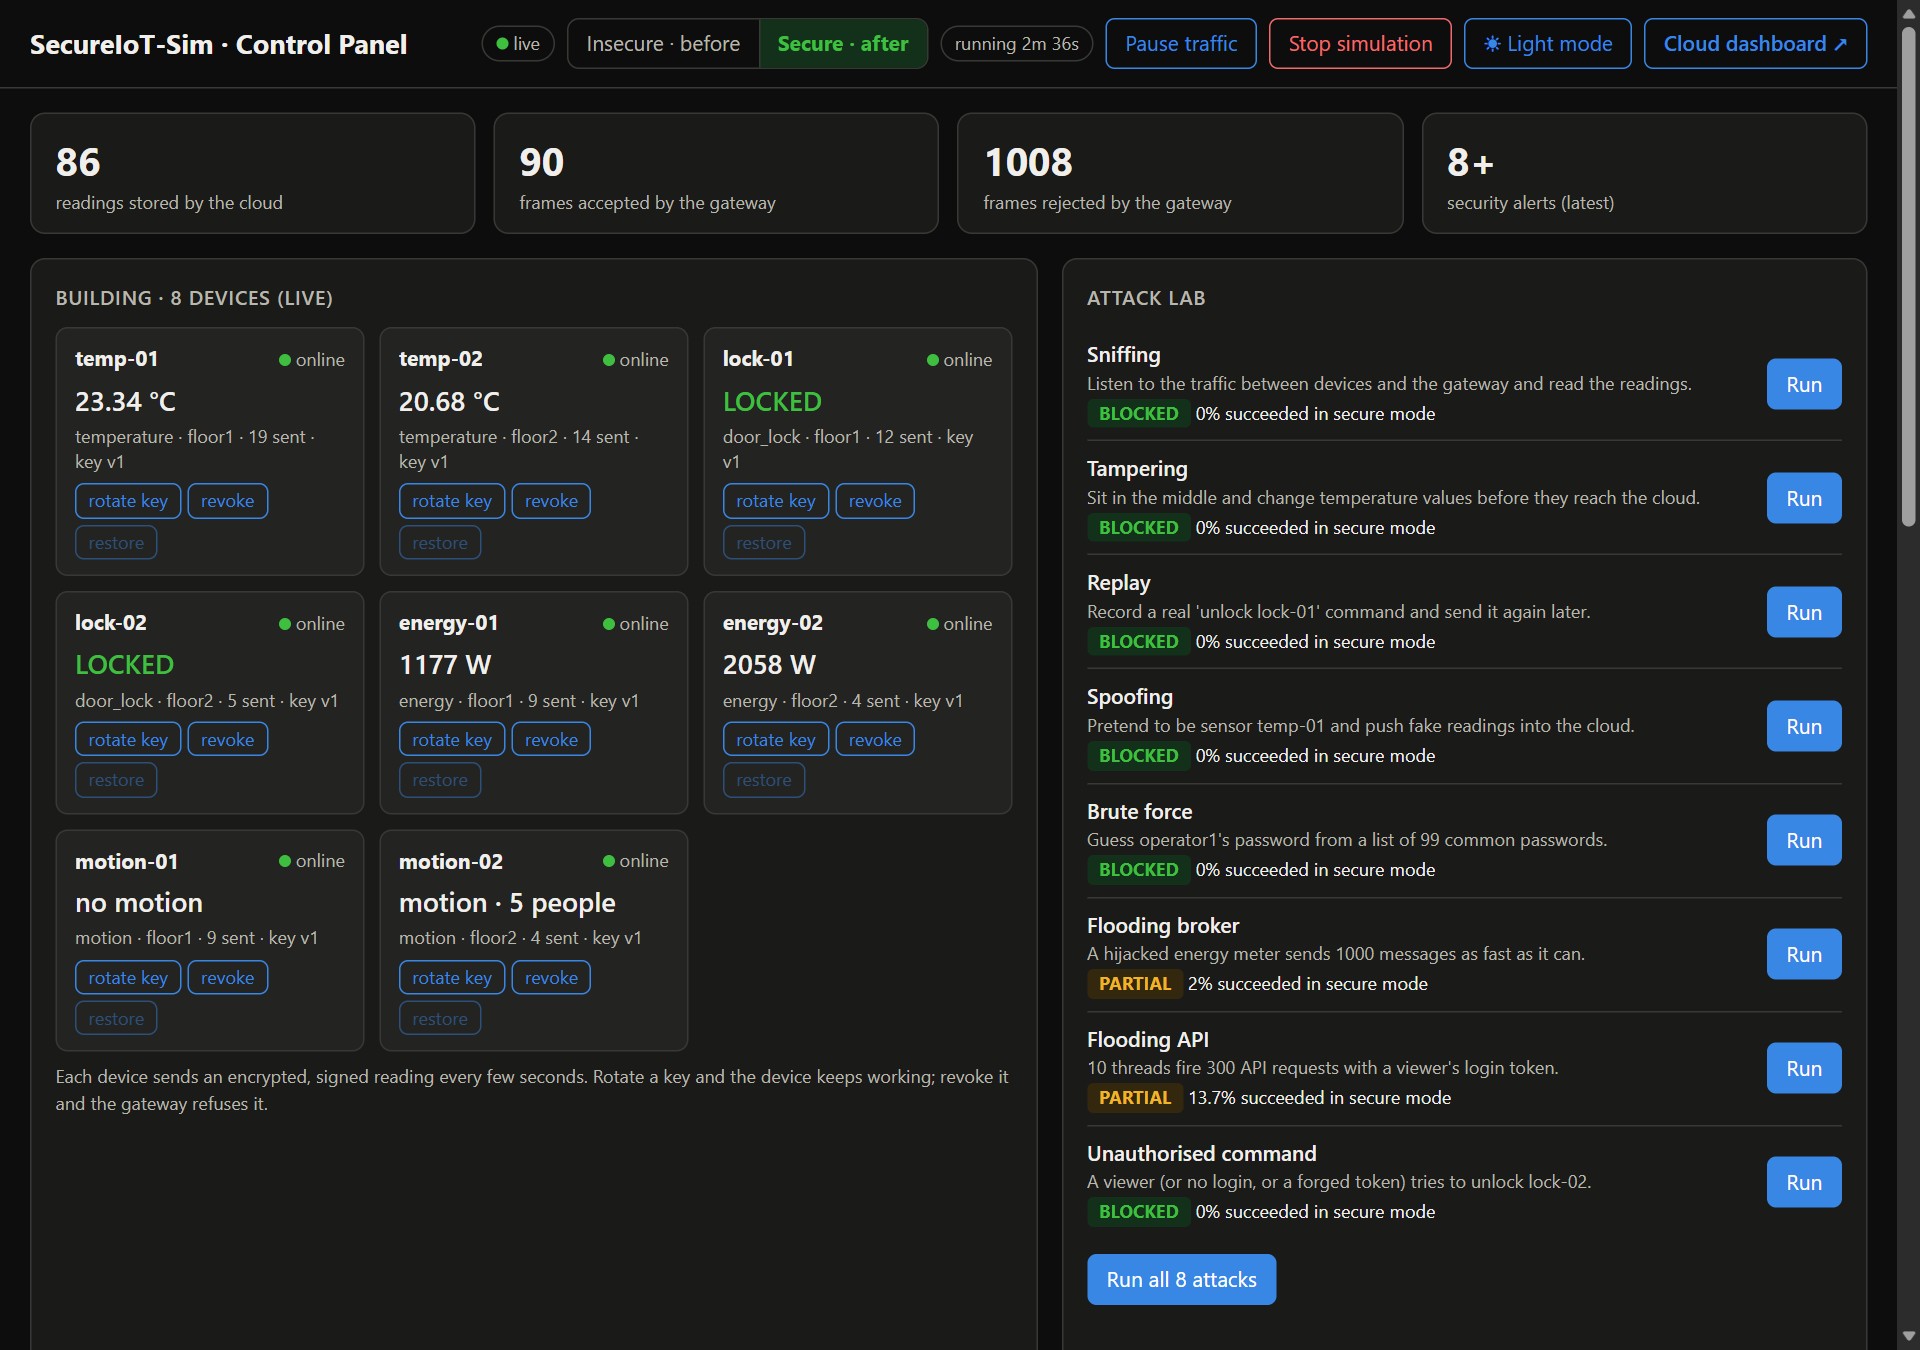 SecureIoT-Sim · Control Panel
live
Insecure · before
Secure · after
running 2m 36s
Pause traffic
Stop simulation
☀ Light mode
Cloud dashboard ↗
86
readings stored by the cloud
90
frames accepted by the gateway
1008
frames rejected by the gateway
8+
security alerts (latest)
BUILDING · 8 DEVICES (LIVE)
temp-01
online
23.34 °C
temperature · floor1 · 19 sent ·
key v1
rotate key
revoke
restore
temp-02
online
20.68 °C
temperature · floor2 · 14 sent ·
key v1
rotate key
revoke
restore
lock-01
online
LOCKED
door_lock · floor1 · 12 sent · key
v1
rotate key
revoke
restore
lock-02
online
LOCKED
door_lock · floor2 · 5 sent · key v1
rotate key
revoke
restore
energy-01
online
1177 W
energy · floor1 · 9 sent · key v1
rotate key
revoke
restore
energy-02
online
2058 W
energy · floor2 · 4 sent · key v1
rotate key
revoke
restore
motion-01
online
no motion
motion · floor1 · 9 sent · key v1
rotate key
revoke
restore
motion-02
online
motion · 5 people
motion · floor2 · 4 sent · key v1
rotate key
revoke
restore
Each device sends an encrypted, signed reading every few seconds. Rotate a key and the device keeps working; revoke it
and the gateway refuses it.
ATTACK LAB
Sniffing
Listen to the traffic between devices and the gateway and read the readings.
BLOCKED 0% succeeded in secure mode
Run
Tampering
Sit in the middle and change temperature values before they reach the cloud.
BLOCKED 0% succeeded in secure mode
Run
Replay
Record a real 'unlock lock-01' command and send it again later.
BLOCKED 0% succeeded in secure mode
Run
Spoofing
Pretend to be sensor temp-01 and push fake readings into the cloud.
BLOCKED 0% succeeded in secure mode
Run
Brute force
Guess operator1's password from a list of 99 common passwords.
BLOCKED 0% succeeded in secure mode
Run
Flooding broker
A hijacked energy meter sends 1000 messages as fast as it can.
PARTIAL 2% succeeded in secure mode
Run
Flooding API
10 threads fire 300 API requests with a viewer's login token.
PARTIAL 13.7% succeeded in secure mode
Run
Unauthorised command
A viewer (or no login, or a forged token) tries to unlock lock-02.
BLOCKED 0% succeeded in secure mode
Run
Run all 8 attacks